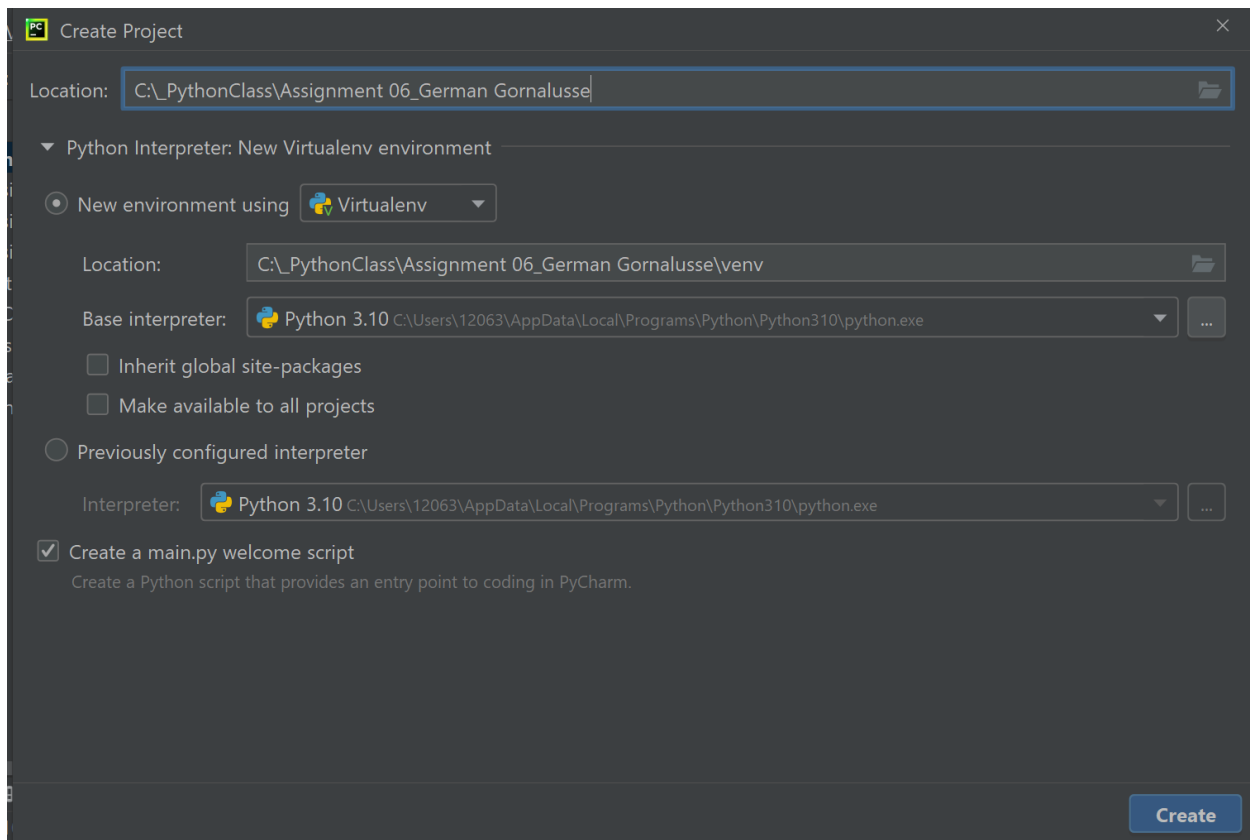 PC
Create Project
Location: C:\_PythonClass\Assignment 06_German Gornalusse
Python Interpreter: New Virtualenv environment
New environment using Virtualenv
Location: C:\_PythonClass\Assignment 06_German Gornalusse\venv
Base interpreter: Python 3.10 C:\Users\12063\AppData\Local\Programs\Python\Python310\python.exe ...
Inherit global site-packages
Make available to all projects
Previously configured interpreter
Interpreter: Python 3.10 C:\Users\12063\AppData\Local\Programs\Python\Python310\python.exe ...
Create a main.py welcome script
Create a Python script that provides an entry point to coding in PyCharm.
Create